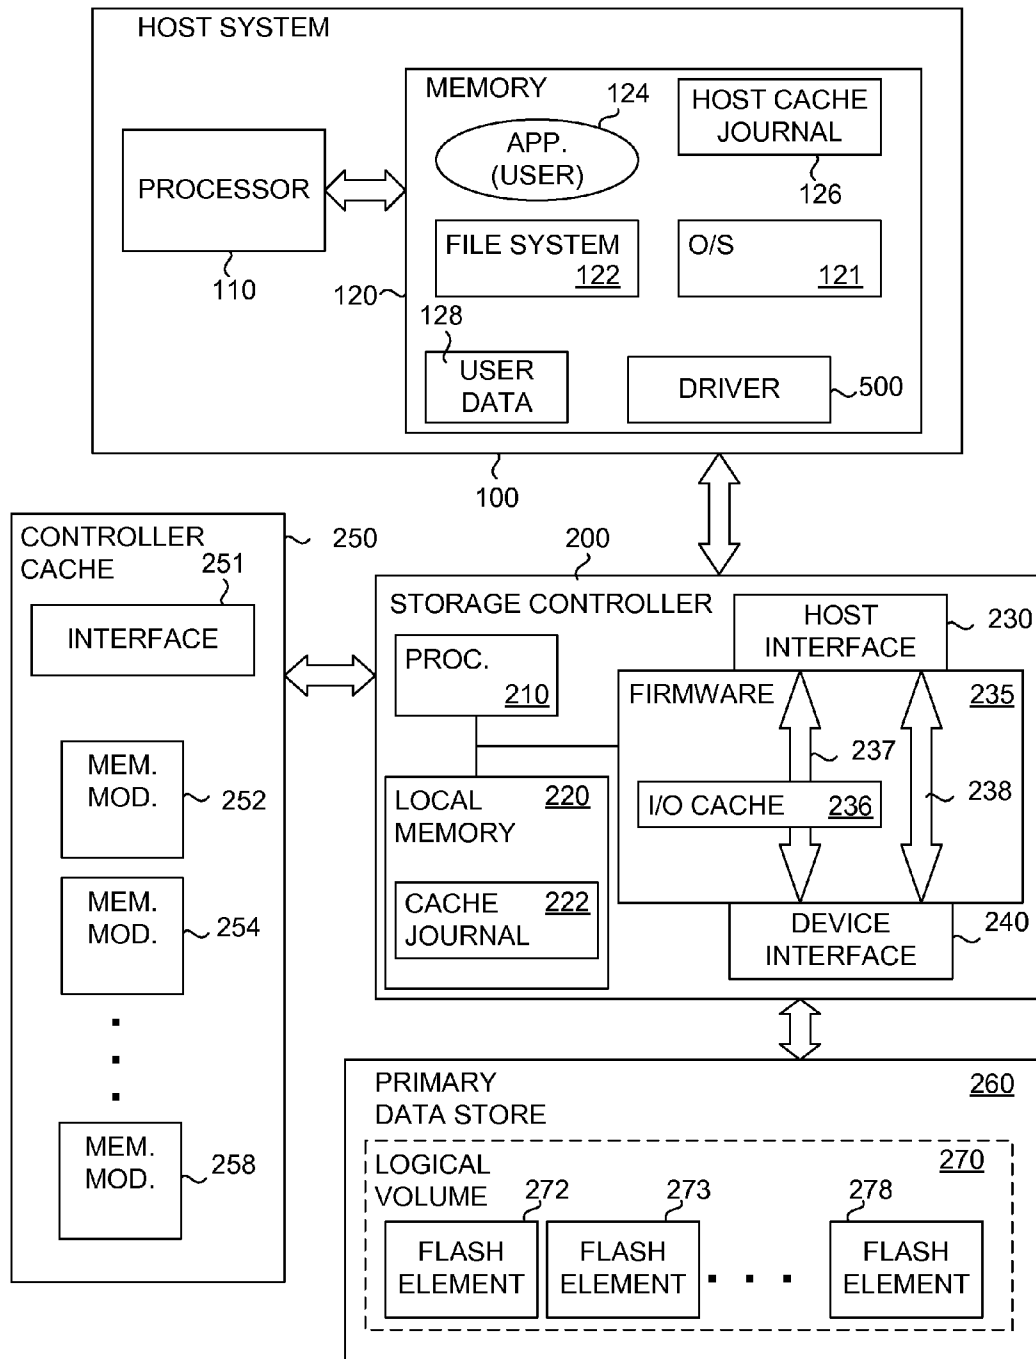 HOST SYSTEM
MEMORY
124
HOST CACHE
JOURNAL
126
APP.
(USER)
PROCESSOR
110
FILE SYSTEM
122
O/S
121
120
128
USER
DATA
DRIVER
500
100
CONTROLLER
CACHE
250
251
INTERFACE
MEM.
MOD.
252
MEM.
MOD.
254
MEM.
MOD.
258
200
STORAGE CONTROLLER
HOST
INTERFACE
230
PROC.
210
FIRMWARE
235
237
238
I/O CACHE
236
LOCAL
MEMORY
220
CACHE
JOURNAL
222
DEVICE
INTERFACE
240
PRIMARY
DATA STORE
260
LOGICAL
VOLUME
270
272
273
278
FLASH
ELEMENT
FLASH
ELEMENT
FLASH
ELEMENT